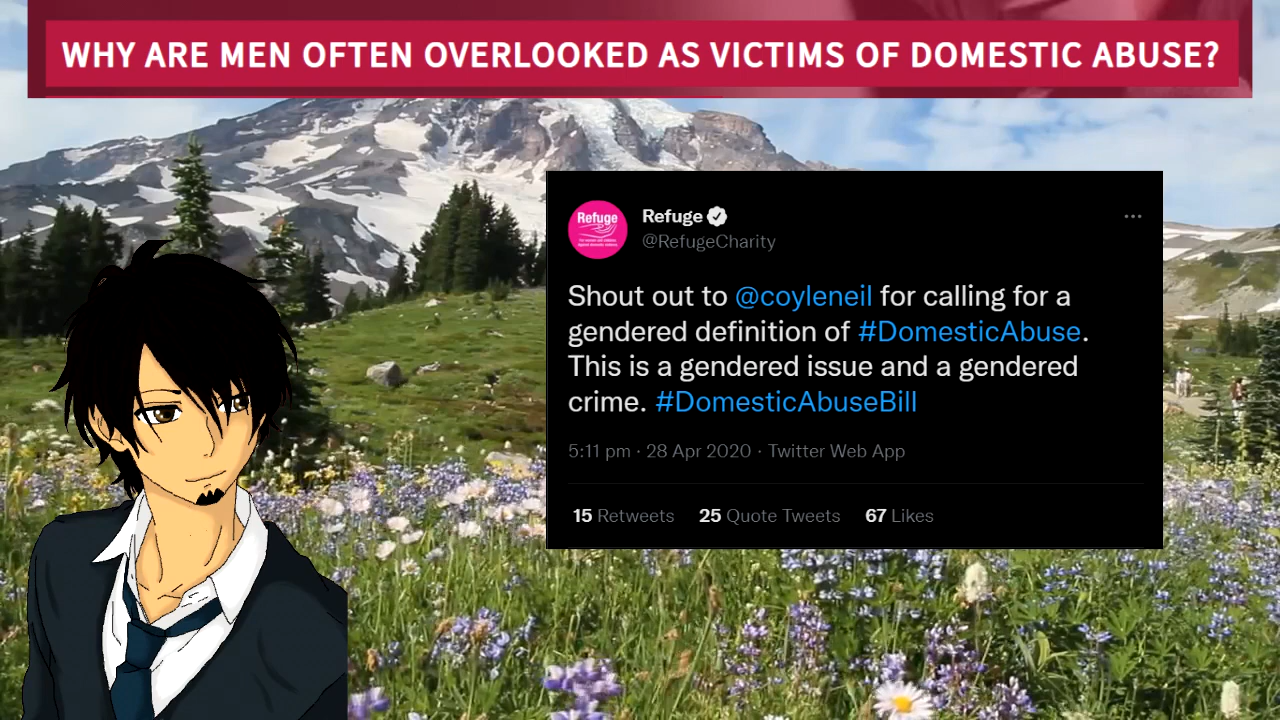 WHY ARE MEN OFTEN OVERLOOKED AS VICTIMS OF DOMESTIC ABUSE?
Refuge
Refuge
@RefugeCharity
Shout out to @coyleneil for calling for a
gendered definition of #DomesticAbuse.
This is a gendered issue and a gendered
crime. #DomesticAbuseBill
5:11 pm · 28 Apr 2020 · Twitter Web App
15 Retweets 25 Quote Tweets 67 Likes